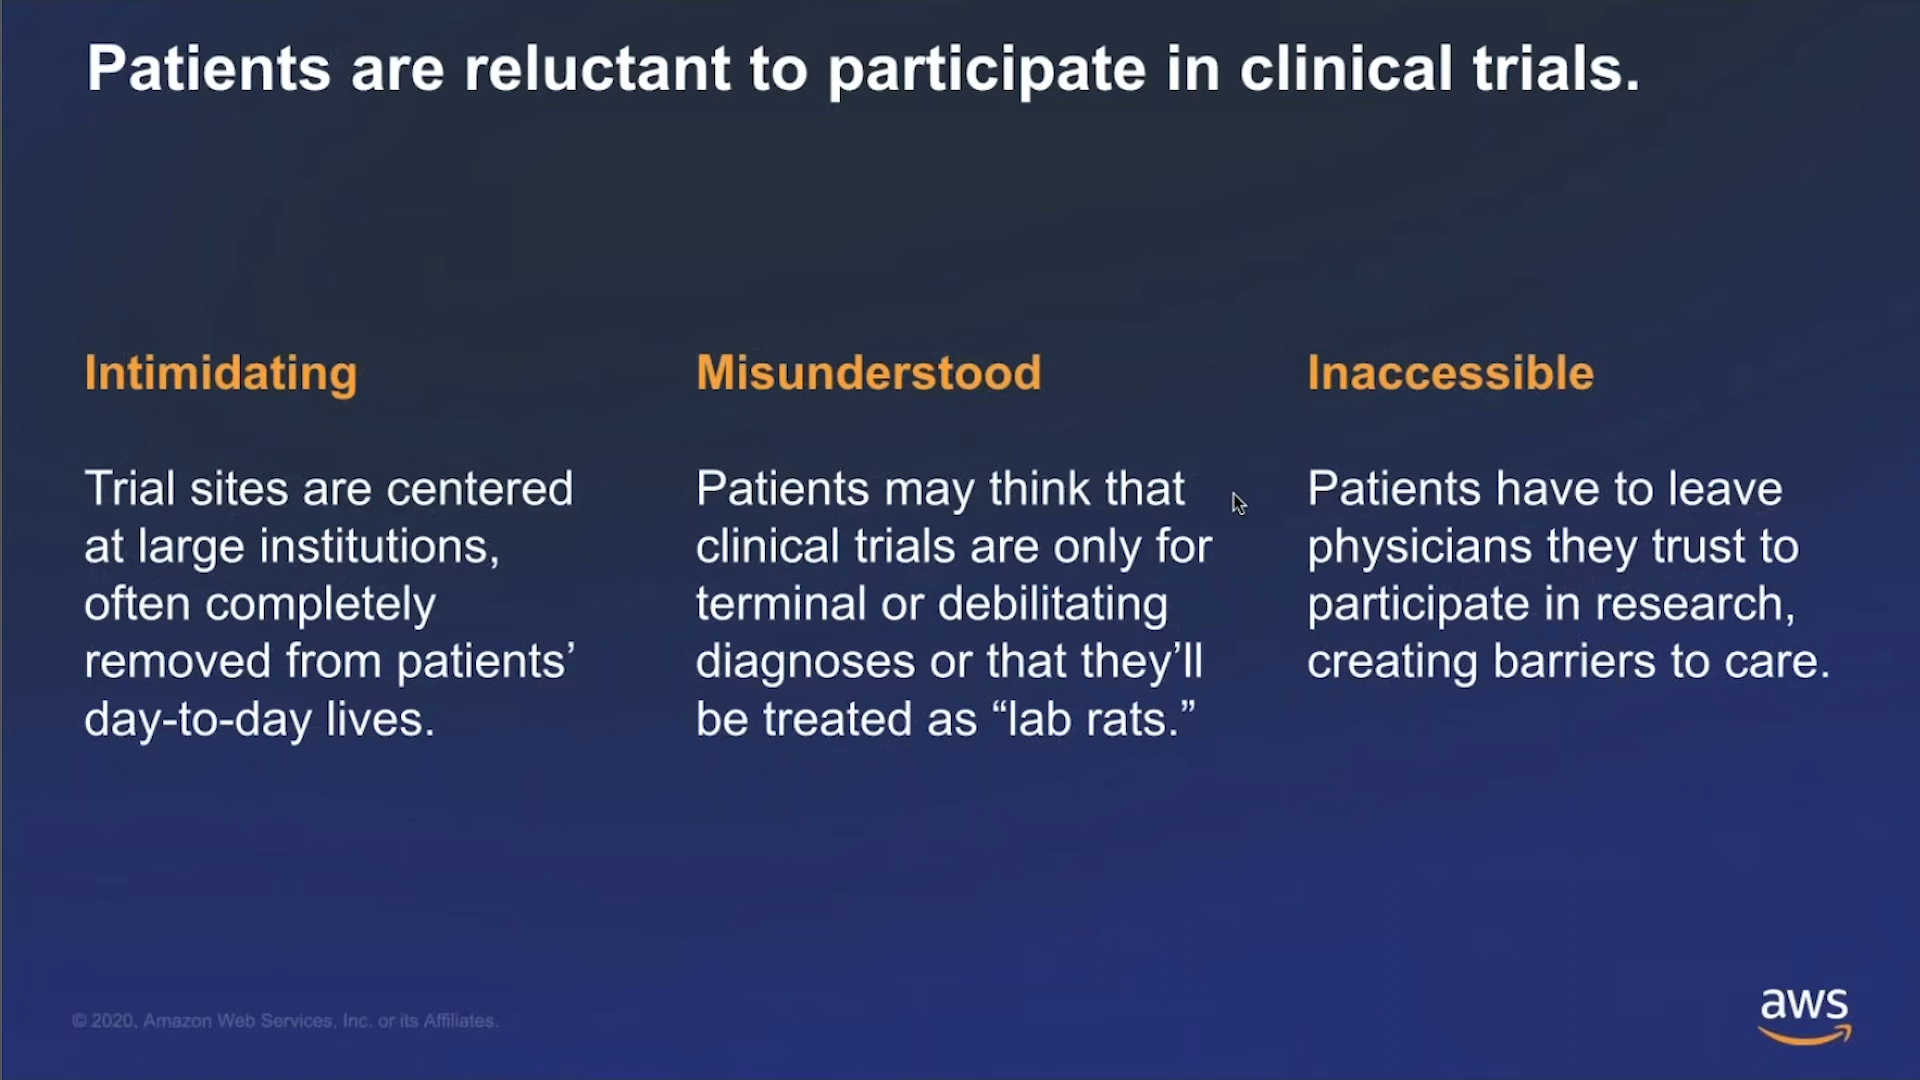 Patients are reluctant to participate in clinical trials.
Intimidating
Trial sites are centered
at large institutions,
often completely
removed from patients’
day-to-day lives.
Misunderstood
Patients may think that
clinical trials are only for
terminal or debilitating
diagnoses or that they’ll
be treated as “lab rats.”
Inaccessible
Patients have to leave
physicians they trust to
participate in research,
creating barriers to care.
© 2020, Amazon Web Services, Inc. or its Affiliates.
aws